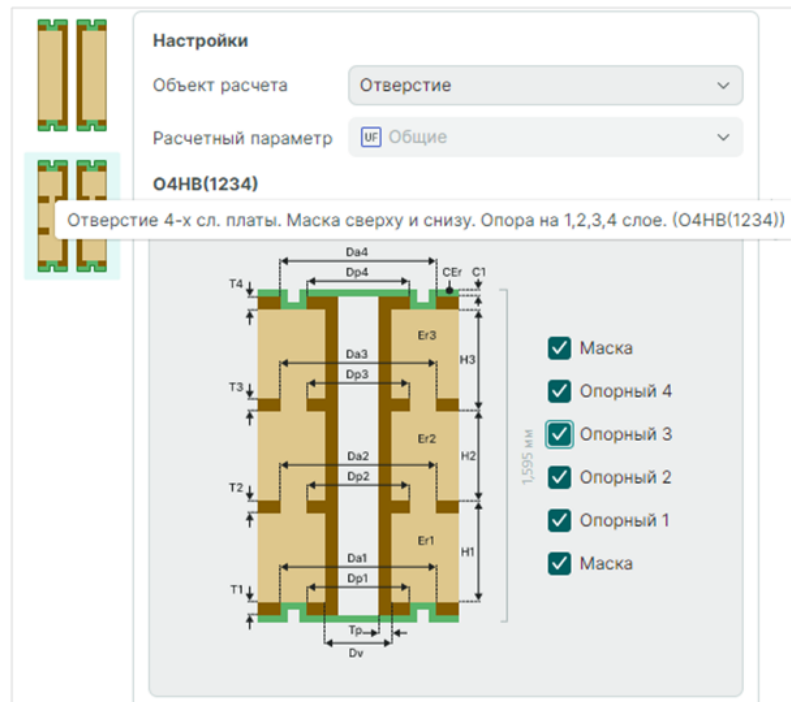 Настройки
Объект расчета
Отверстие
Расчетный параметр
UF Общие
O4HB(1234)
Отверстие 4-х сл. платы. Маска сверху и снизу. Опора на 1,2,3,4 слое. (O4HB(1234))
Da4
Dp4
CEr
C1
T4
Er3
Da3
H3
Dp3
T3
Er2
Da2
H2
Dp2
T2
Er1
Da1
H1
Dp1
T1
Tp
Dv
1,595 мм
Маска
Опорный 4
Опорный 3
Опорный 2
Опорный 1
Маска